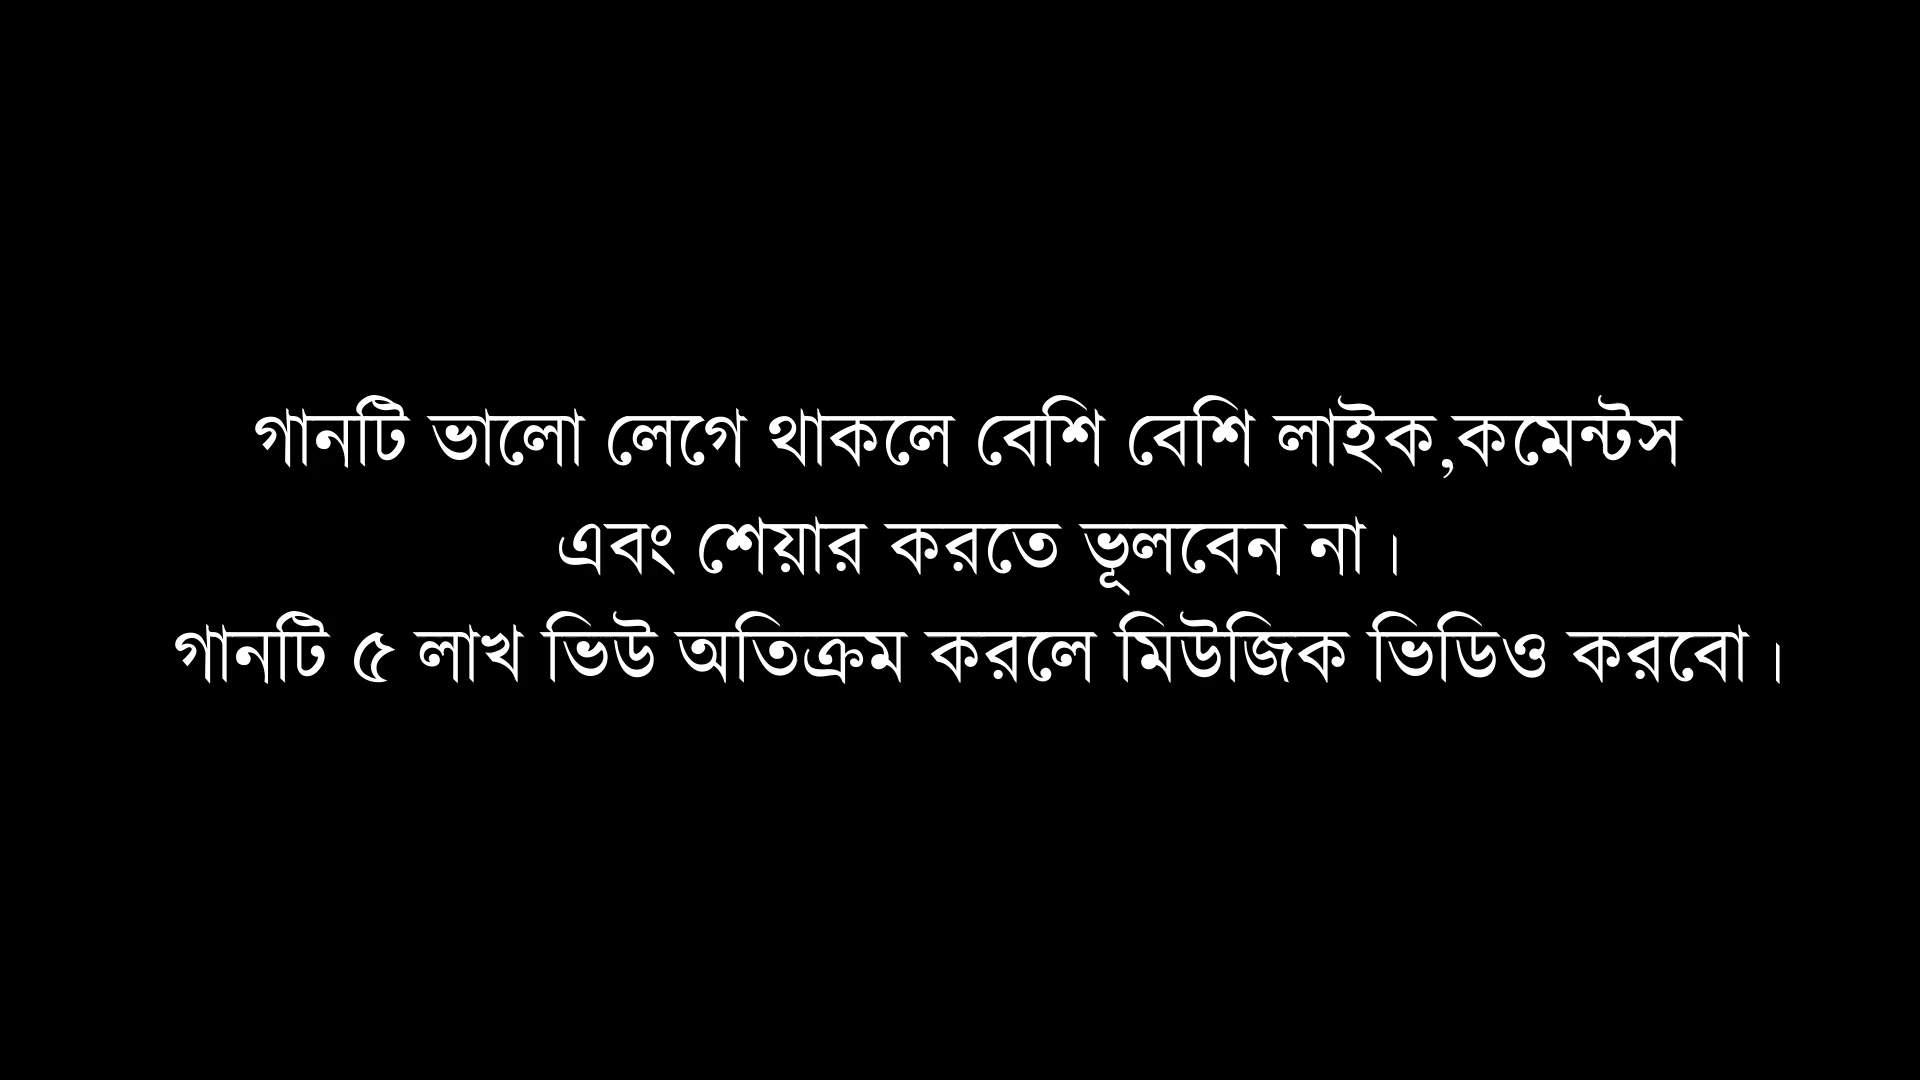 গানটি ভালো লেগে থাকলে বেশি বেশি লাইক,কমেন্টস
এবং শেয়ার করতে ভূলবেন না।
গানটি ৫ লাখ ভিউ অতিক্রম করলে মিউজিক ভিডিও করবো।